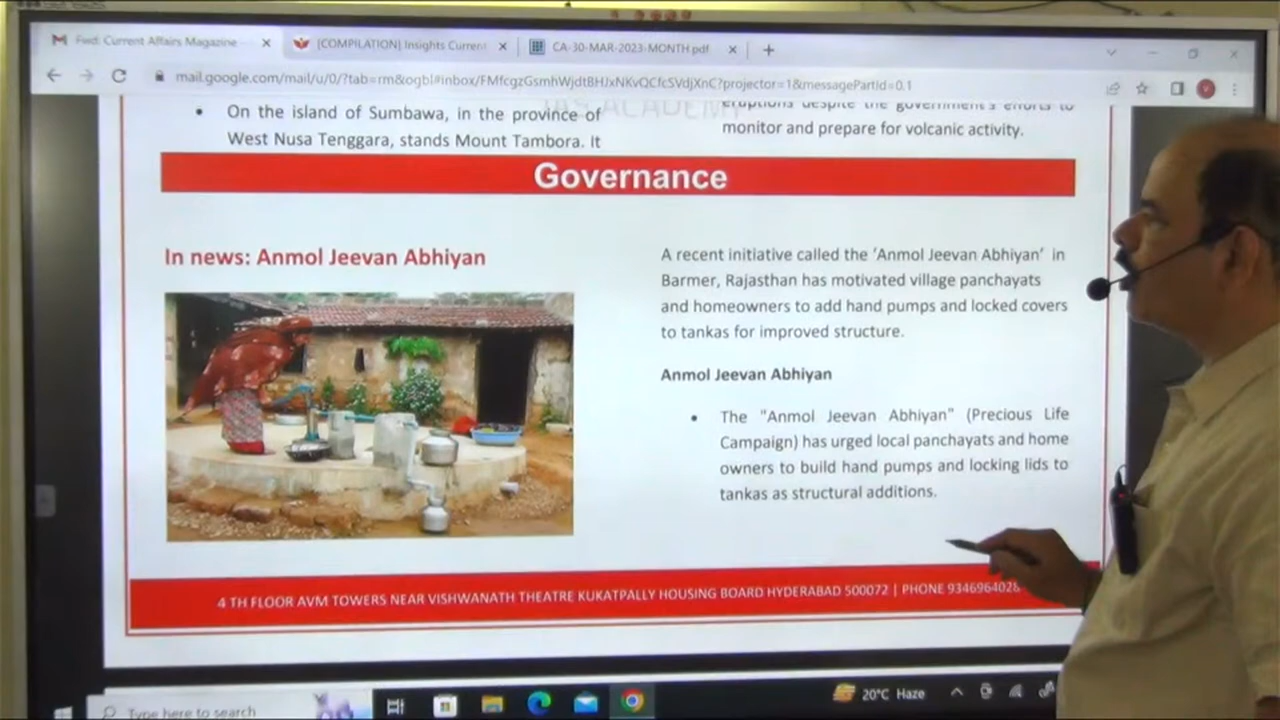 Fwd: Current Affairs Magazine
[COMPILATION] Insights Current
CA-30-MAR-2023-MONTH pdf
mail.google.com/mail/u/0/?tab=rm&ogbl#inbox/FMfcgzGsmhWjdtBHJxNKvQCfcSVdjXnC?projector=1&messagePartId=0.1
• On the island of Sumbawa, in the province of
West Nusa Tenggara, stands Mount Tambora. It
eruptions despite the government's efforts to
monitor and prepare for volcanic activity.
Governance
In news: Anmol Jeevan Abhiyan
A recent initiative called the 'Anmol Jeevan Abhiyan' in
Barmer, Rajasthan has motivated village panchayats
and homeowners to add hand pumps and locked covers
to tankas for improved structure.
Anmol Jeevan Abhiyan
• The "Anmol Jeevan Abhiyan" (Precious Life
Campaign) has urged local panchayats and home
owners to build hand pumps and locking lids to
tankas as structural additions.
4 TH FLOOR AVM TOWERS NEAR VISHWANATH THEATRE KUKATPALLY HOUSING BOARD HYDERABAD 500072 | PHONE 9346964028
Type here to search
20°C Haze